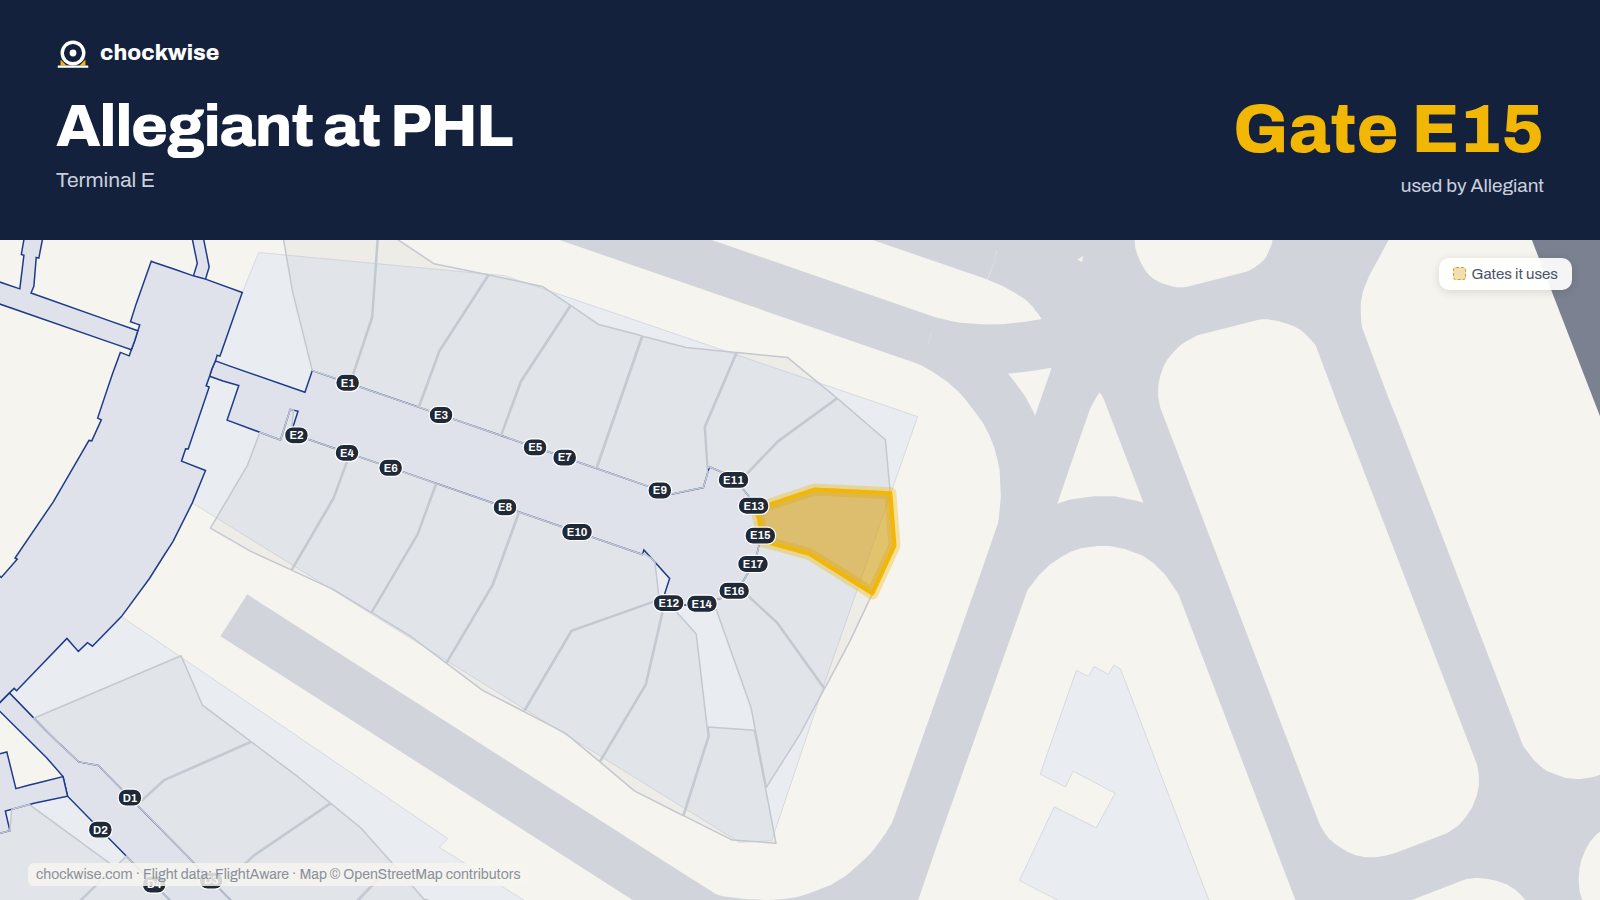 chockwise
Allegiant at PHL
Terminal E
Gate E15
used by Allegiant
Gates it uses
E1
E3
E2
E4
E5
E7
E6
E9
E11
E8
E13
E10
E15
E17
E16
E12
E14
D1
D2
chockwise.com · Flight data: FlightAware · Map © OpenStreetMap contributors